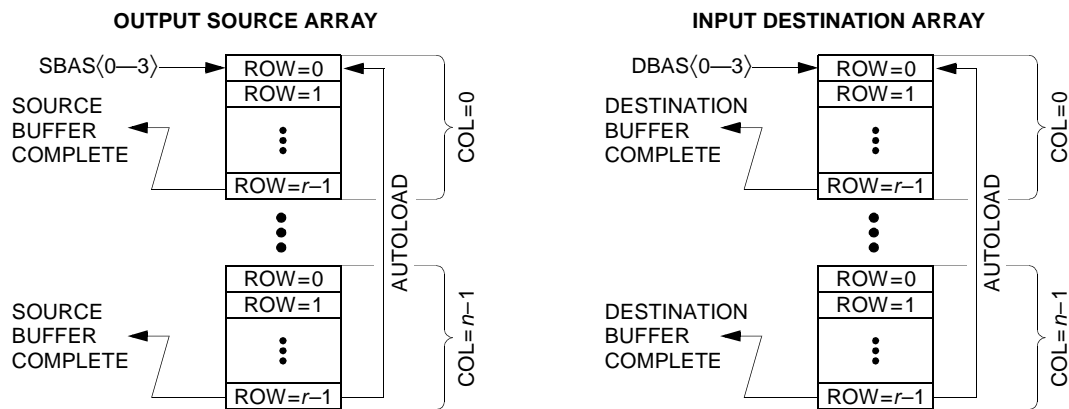 OUTPUT SOURCE ARRAY
SBAS⟨0—3⟩
ROW=0
ROW=1
SOURCE
BUFFER
COMPLETE
ROW=r–1
COL=0
AUTOLOAD
ROW=0
ROW=1
SOURCE
BUFFER
COMPLETE
ROW=r–1
COL=n–1
INPUT DESTINATION ARRAY
DBAS⟨0—3⟩
ROW=0
ROW=1
DESTINATION
BUFFER
COMPLETE
ROW=r–1
COL=0
AUTOLOAD
ROW=0
ROW=1
DESTINATION
BUFFER
COMPLETE
ROW=r–1
COL=n–1